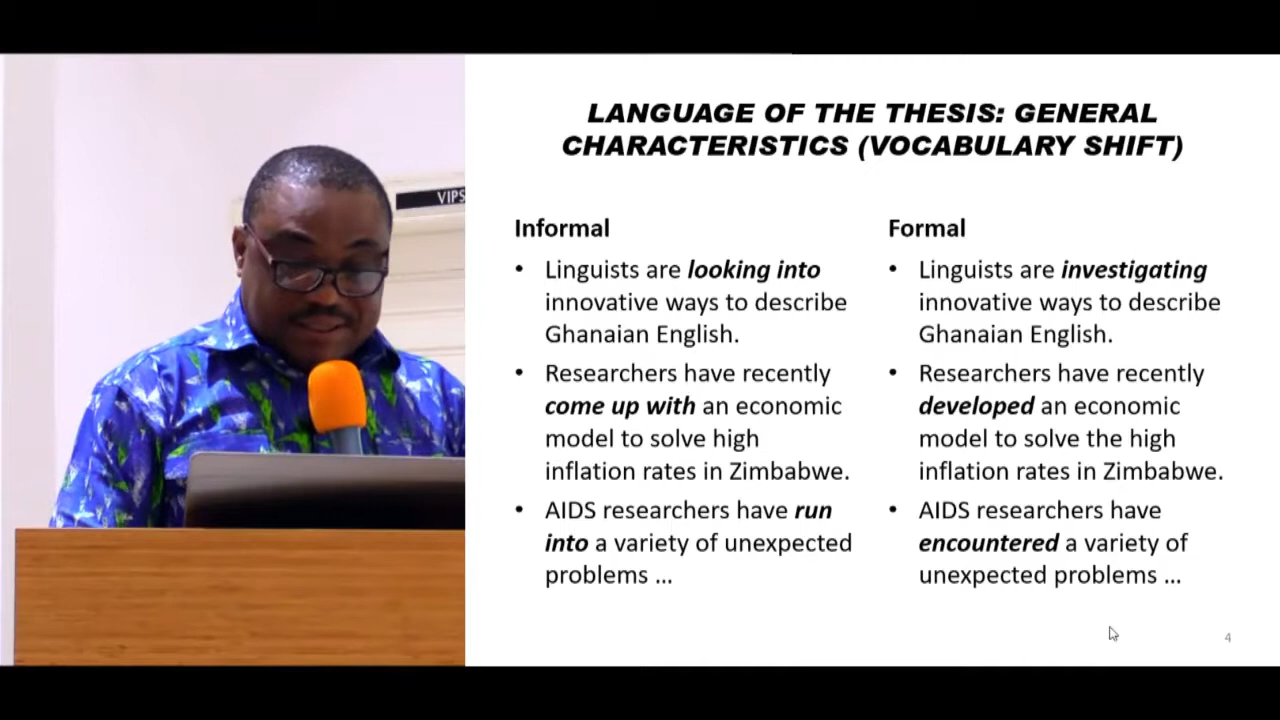 VIPS
LANGUAGE OF THE THESIS: GENERAL
CHARACTERISTICS (VOCABULARY SHIFT)
Informal
• Linguists are looking into
innovative ways to describe
Ghanaian English.
• Researchers have recently
come up with an economic
model to solve high
inflation rates in Zimbabwe.
• AIDS researchers have run
into a variety of unexpected
problems …
Formal
• Linguists are investigating
innovative ways to describe
Ghanaian English.
• Researchers have recently
developed an economic
model to solve the high
inflation rates in Zimbabwe.
• AIDS researchers have
encountered a variety of
unexpected problems …
4